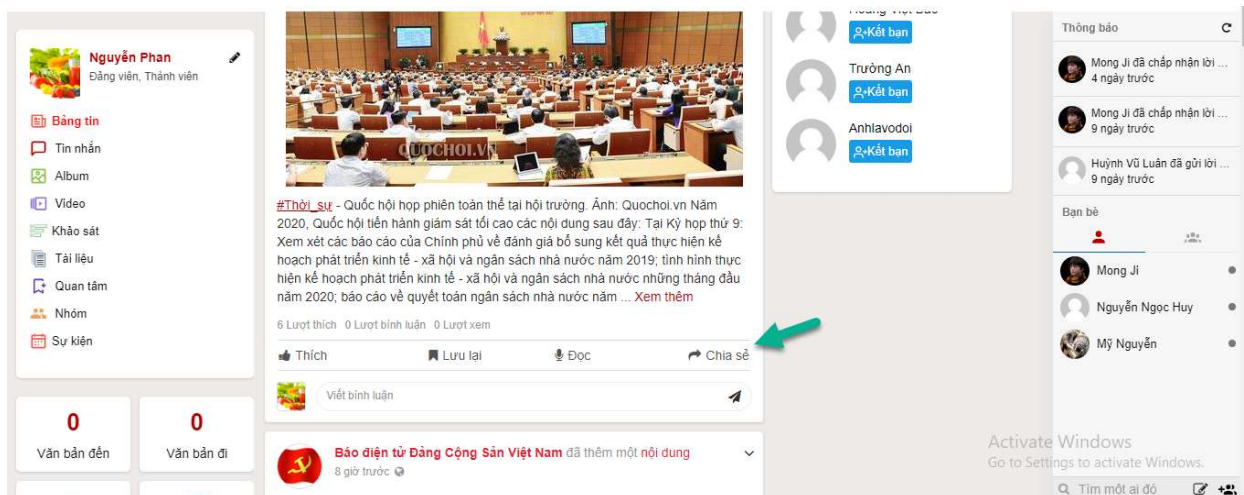 Nguyễn Phan
Đảng viên, Thành viên
Bảng tin
Tin nhắn
Album
Video
Khảo sát
Tài liệu
Quan tâm
Nhóm
Sự kiện
0
Văn bản đến
0
Văn bản đi
QUOCHOI.VN
#Thời_sự - Quốc hội họp phiên toàn thể tại hội trường. Ảnh: Quochoi.vn Năm
2020, Quốc hội tiến hành giám sát tối cao các nội dung sau đây: Tại Kỳ họp thứ 9:
Xem xét các báo cáo của Chính phủ về đánh giá bổ sung kết quả thực hiện kế
hoạch phát triển kinh tế - xã hội và ngân sách nhà nước năm 2019; tình hình thực
hiện kế hoạch phát triển kinh tế - xã hội và ngân sách nhà nước những tháng đầu
năm 2020; báo cáo về quyết toán ngân sách nhà nước năm ... Xem thêm
6 Lượt thích 0 Lượt bình luận 0 Lượt xem
Thích Lưu lại Đọc Chia sẻ
Viết bình luận
Báo điện tử Đảng Cộng Sản Việt Nam đã thêm một nội dung
8 giờ trước
Hoàng Việt Bảo
Kết bạn
Trường An
Kết bạn
Anhlavodoi
Kết bạn
Thông báo
Mong Ji đã chấp nhận lời ...
4 ngày trước
Mong Ji đã chấp nhận lời ...
9 ngày trước
Huỳnh Vũ Luân đã gửi lời ...
9 ngày trước
Bạn bè
Mong Ji
Nguyễn Ngọc Huy
Mỹ Nguyễn
Activate Windows
Go to Settings to activate Windows.
Tìm một ai đó